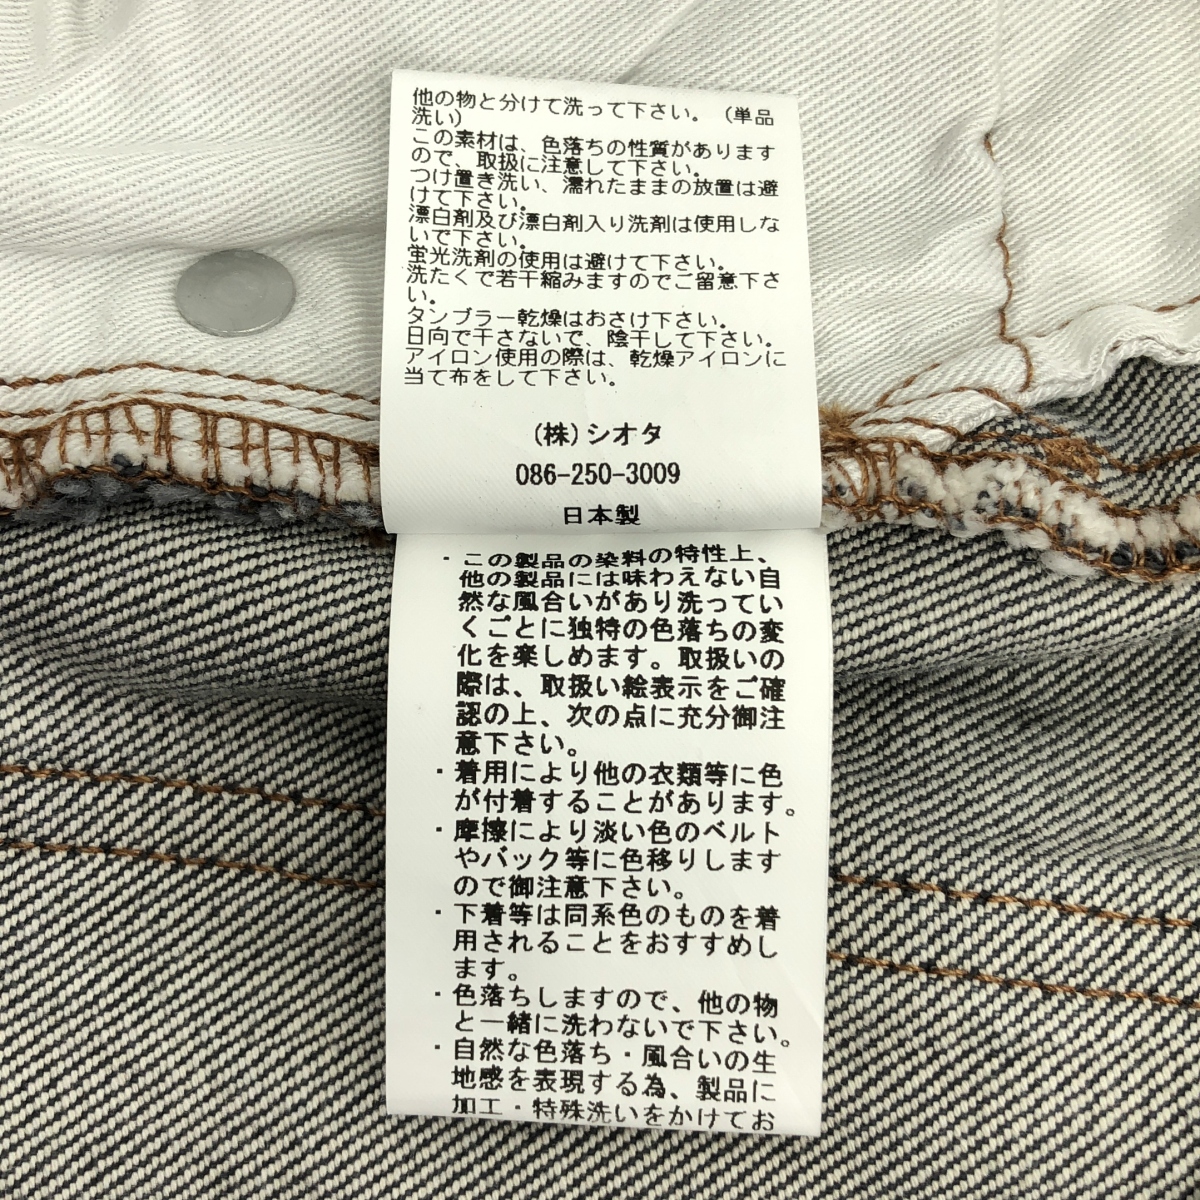 他の物と分けて洗って下さい。（単品
洗い）
この素材は、色落ちの性質があります
ので、取扱に注意して下さい。
つけ置き洗い、濡れたままの放置は避
けて下さい。
漂白剤及び漂白剤入り洗剤は使用しな
いで下さい。
蛍光洗剤の使用は避けて下さい。
洗たくで若干縮みますのでご留意下さ
い。
タンブラー乾燥はおさけ下さい。
日向で干さないで、陰干して下さい。
アイロン使用の際は、乾燥アイロンに
当て布をして下さい。
(株)シオタ
086-250-3009
日本製
・この製品の染料の特性上、
他の製品には味わえない自
然な風合いがあり洗ってい
くごとに独特の色落ちの変
化を楽しめます。取扱いの
際は、取扱い絵表示をご確
認の上、次の点に充分御注
意下さい。
・着用により他の衣類等に色
が付着することがあります。
・摩擦により淡い色のベルト
やバック等に色移りします
ので御注意下さい。
・下着等は同系色のものを着
用されることをおすすめし
ます。
・色落ちしますので、他の物
と一緒に洗わないで下さい。
・自然な色落ち・風合いの生
地感を表現する為、製品に
加工・特殊洗いをかけてお